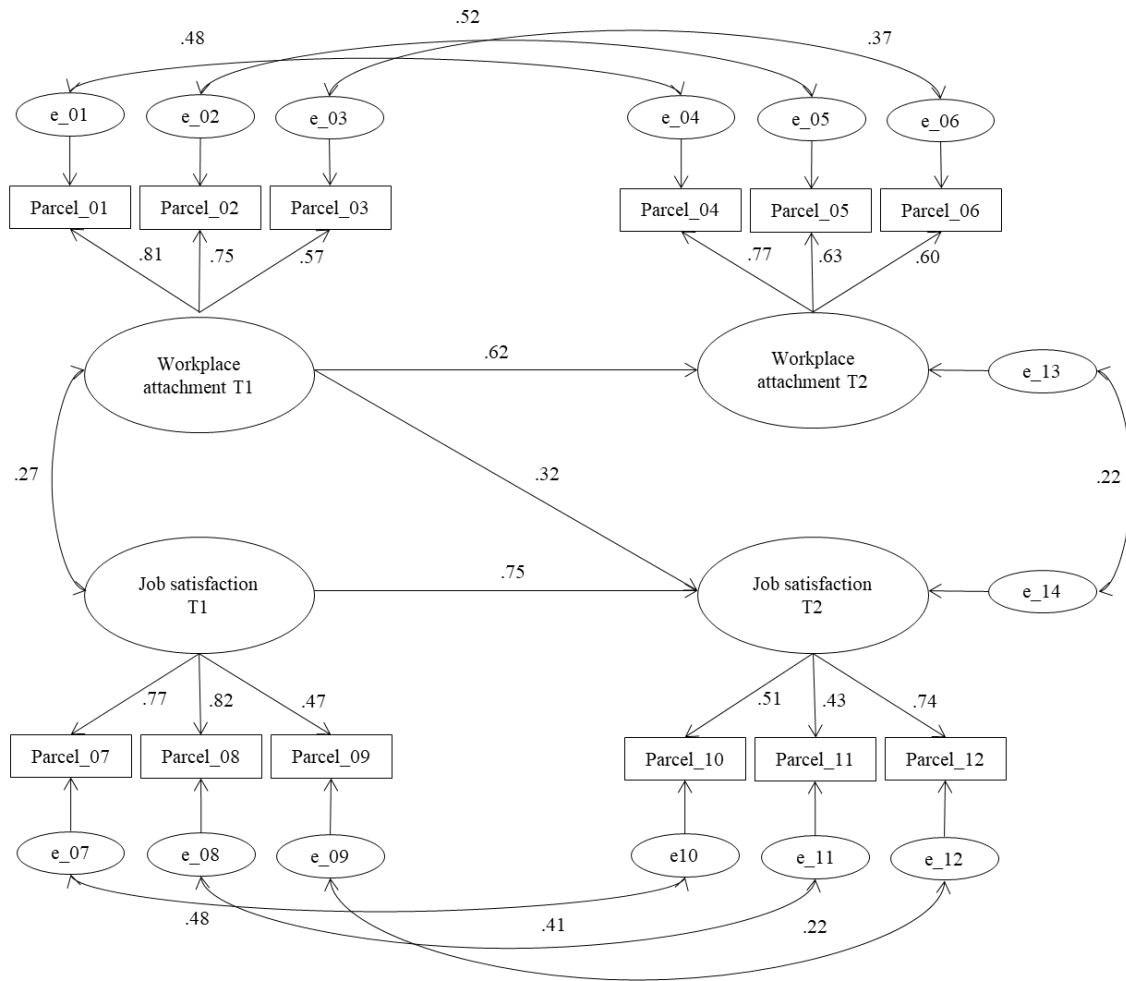 .52
.48
.37
e_01
e_02
e_03
e_04
e_05
e_06
Parcel_01
Parcel_02
Parcel_03
Parcel_04
Parcel_05
Parcel_06
.81
.75
.57
.77
.63
.60
Workplace
attachment T1
.62
Workplace
attachment T2
e_13
.27
.32
.22
Job satisfaction
T1
.75
Job satisfaction
T2
e_14
.77
.82
.47
.51
.43
.74
Parcel_07
Parcel_08
Parcel_09
Parcel_10
Parcel_11
Parcel_12
e_07
e_08
e_09
e10
e_11
e_12
.48
.41
.22